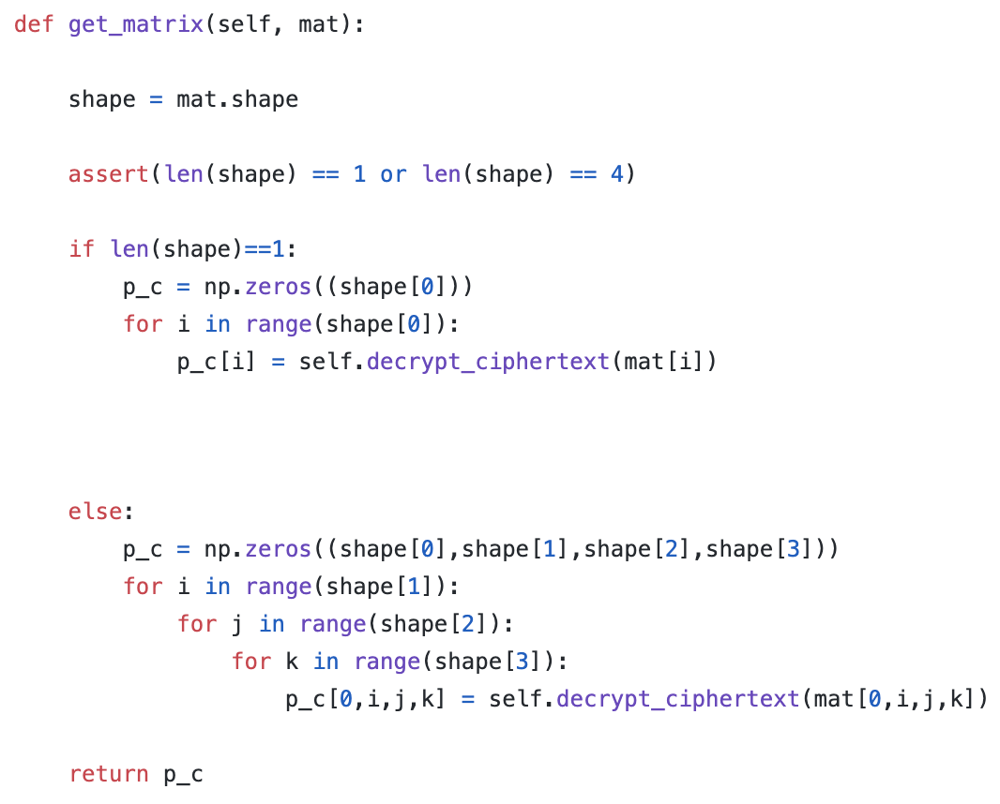 def get_matrix(self, mat):
    shape = mat.shape
    assert(len(shape) == 1 or len(shape) == 4)
    if len(shape)==1:
        p_c = np.zeros((shape[0]))
        for i in range(shape[0]):
            p_c[i] = self.decrypt_ciphertext(mat[i])
    else:
        p_c = np.zeros((shape[0],shape[1],shape[2],shape[3]))
        for i in range(shape[1]):
            for j in range(shape[2]):
                for k in range(shape[3]):
                    p_c[0,i,j,k] = self.decrypt_ciphertext(mat[0,i,j,k])
    return p_c